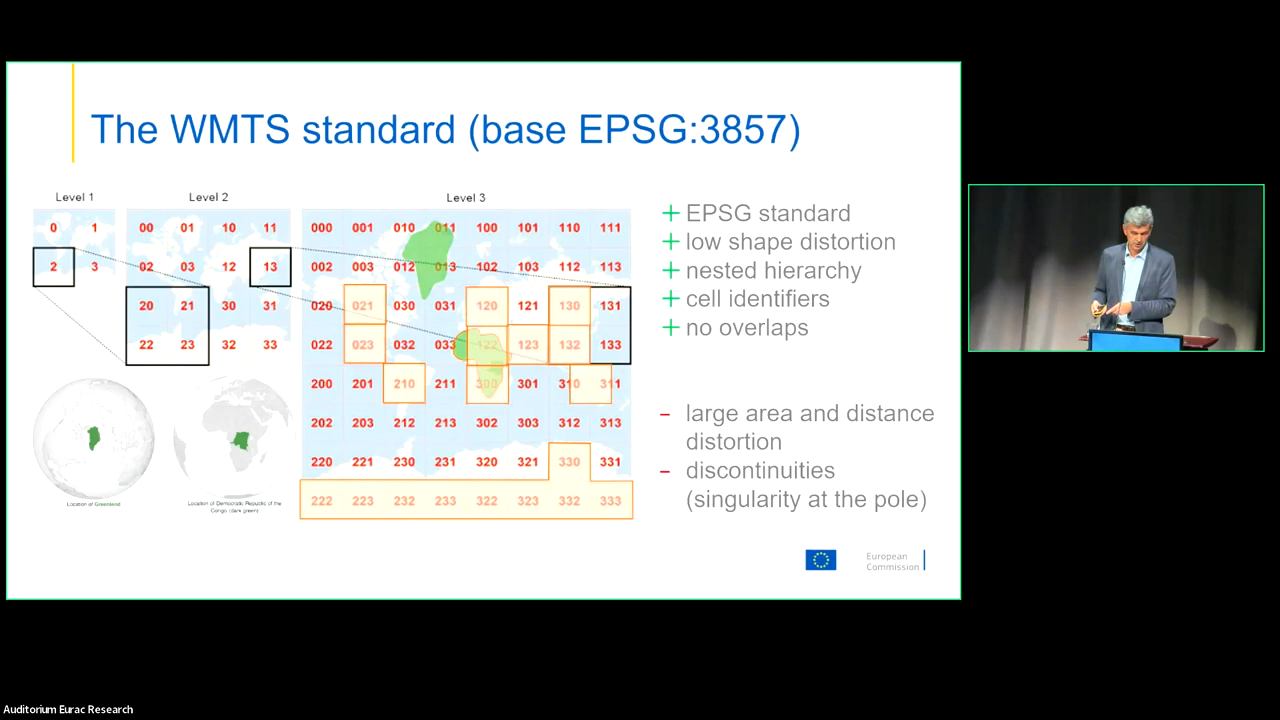 The WMTS standard (base EPSG:3857)
Level 1
Level 2
Level 3
0 1
2 3
00 01 10 11
02 03 12 13
20 21 30 31
22 23 32 33
000 001 010 011 100 101 110 111
002 003 012 013 102 103 112 113
020 021 030 031 120 121 130 131
022 023 032 033 122 123 132 133
200 201 210 211 300 301 310 311
202 203 212 213 302 303 312 313
220 221 230 231 320 321 330 331
222 223 232 233 322 323 332 333
Location of Greenland
Location of Democratic Republic of the
Congo (dark green)
+ EPSG standard
+ low shape distortion
+ nested hierarchy
+ cell identifiers
+ no overlaps
- large area and distance
distortion
- discontinuities
(singularity at the pole)
European
Commission
Auditorium Eurac Research